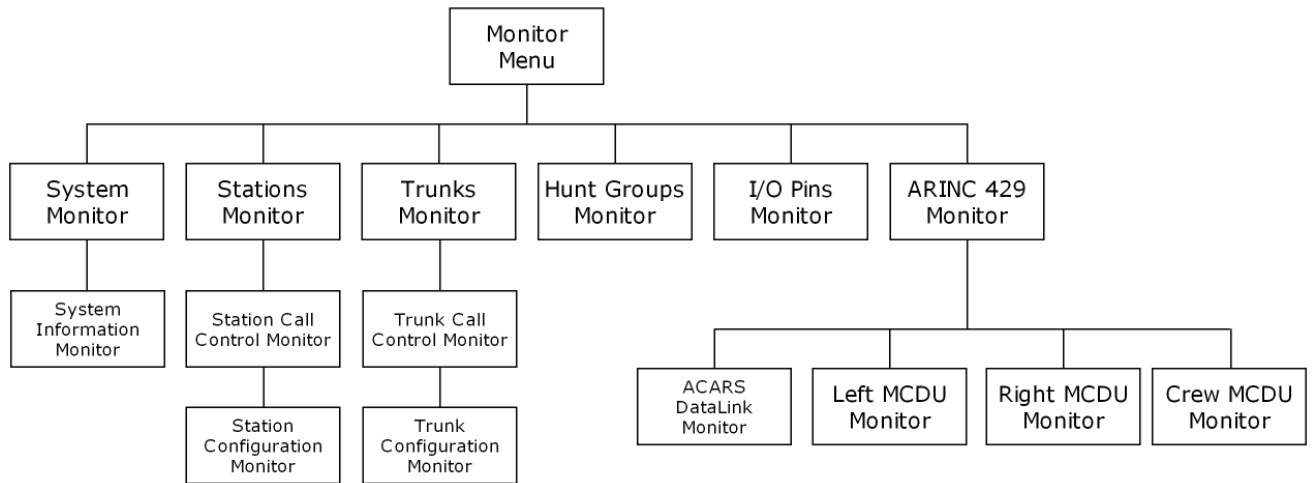 Monitor
Menu
System
Monitor
Stations
Monitor
Trunks
Monitor
Hunt Groups
Monitor
I/O Pins
Monitor
ARINC 429
Monitor
System
Information
Monitor
Station Call
Control Monitor
Trunk Call
Control Monitor
Station
Configuration
Monitor
Trunk
Configuration
Monitor
ACARS
DataLink
Monitor
Left MCDU
Monitor
Right MCDU
Monitor
Crew MCDU
Monitor